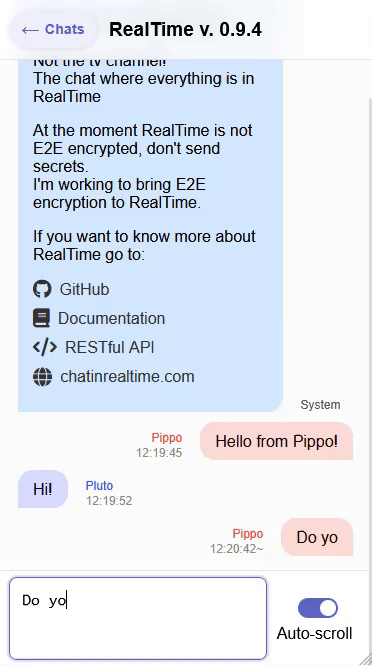 ← Chats
RealTime v. 0.9.4
Not the tv channel!
The chat where everything is in
RealTime
At the moment RealTime is not
E2E encrypted, don't send
secrets.
I'm working to bring E2E
encryption to RealTime.
If you want to know more about
RealTime go to:
GitHub
Documentation
RESTful API
chatinrealtime.com
System
Pippo
12:19:45
Hello from Pippo!
Hi!
Pluto
12:19:52
Pippo
12:20:42~
Do yo
Do yo
Auto-scroll